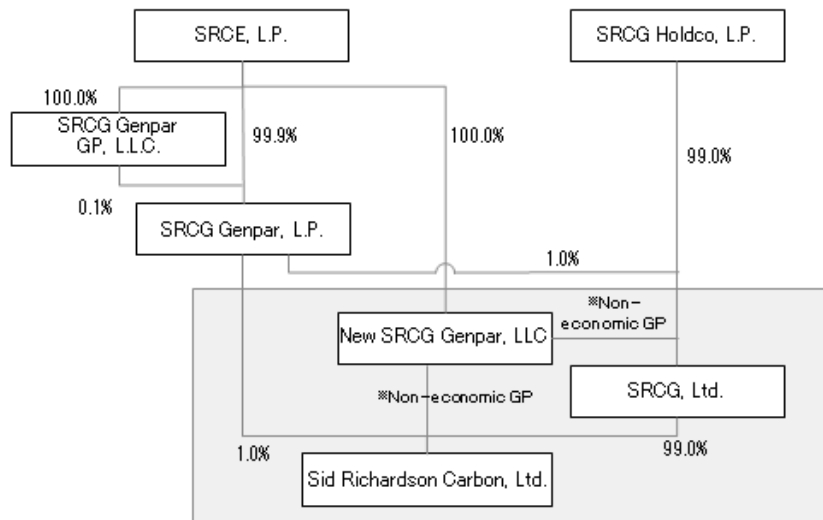 SRCE, L.P.
SRCG Holdco, L.P.
100.0%
SRCG Genpar
GP, L.L.C.
99.9%
100.0%
99.0%
0.1%
SRCG Genpar, L.P.
1.0%
※Non-
economic GP
New SRCG Genpar, LLC
SRCG, Ltd.
※Non-economic GP
1.0%
99.0%
Sid Richardson Carbon, Ltd.